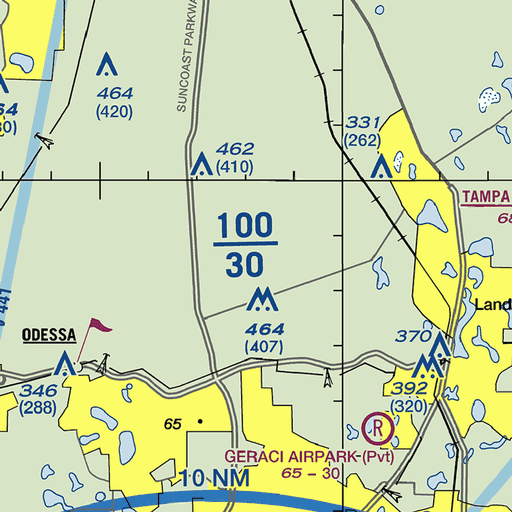 SUNCOAST PARKWAY
464
(420)
464
331
(262)
462
(410)
TAMPA
68
100
30
V 441
Land
464
(407)
ODESSA
370
346
(288)
392
(320)
65
R
GERACI AIRPARK (Pvt)
65 - 30
10 NM